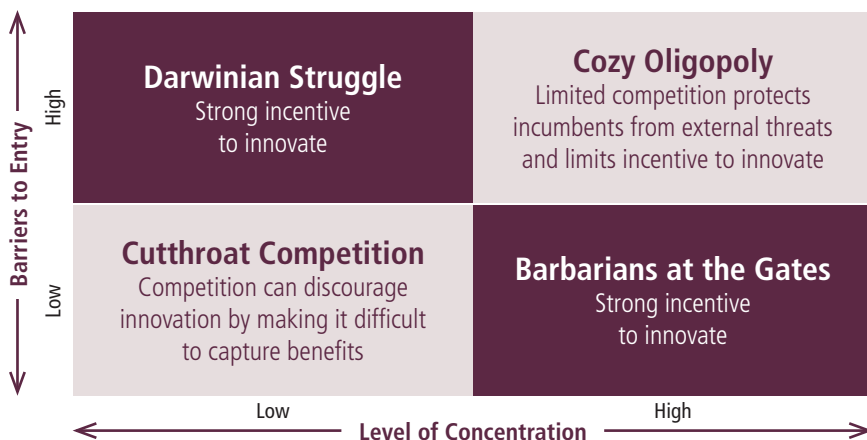 Barriers to Entry
High
Low
Darwinian Struggle
Strong incentive
to innovate
Cozy Oligopoly
Limited competition protects
incumbents from external threats
and limits incentive to innovate
Cutthroat Competition
Competition can discourage
innovation by making it difficult
to capture benefits
Barbarians at the Gates
Strong incentive
to innovate
Low
High
Level of Concentration